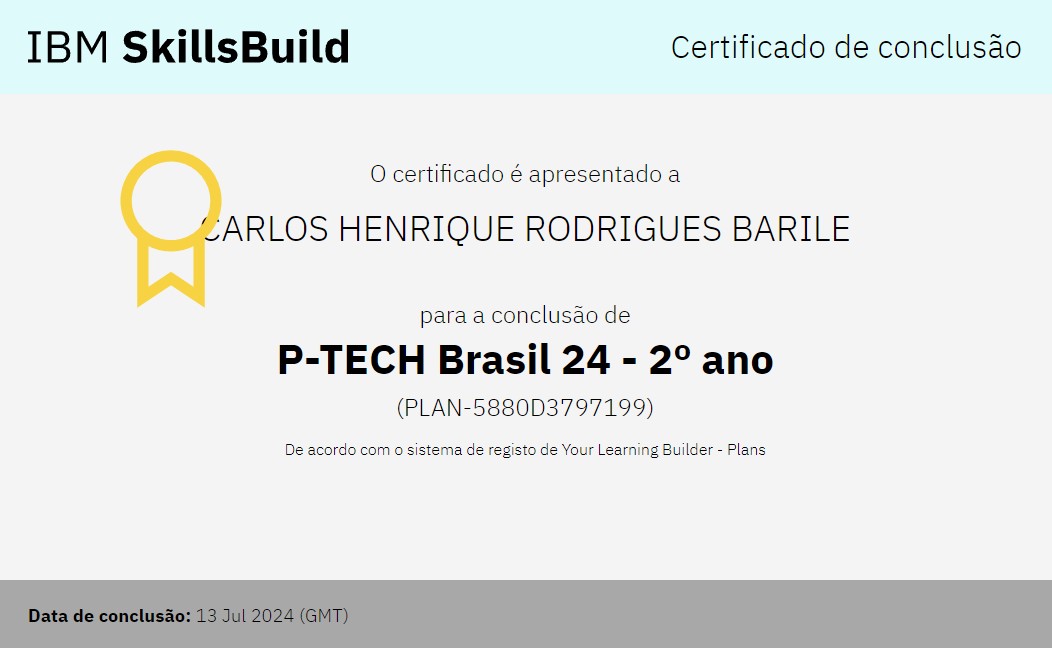 IBM SkillsBuild
Certificado de conclusão
O certificado é apresentado a
CARLOS HENRIQUE RODRIGUES BARILE
para a conclusão de
P-TECH Brasil 24 - 2º ano
(PLAN-5880D3797199)
De acordo com o sistema de registo de Your Learning Builder - Plans
Data de conclusão: 13 Jul 2024 (GMT)